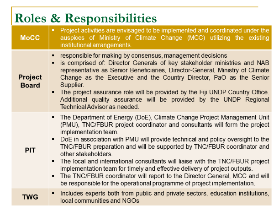 Roles & Responsibilities
MoCC
▪ Project activities are envisaged to be implemented and coordinated under the
auspices of Ministry of Climate Change (MCC) utilizing the existing
institutional arrangements
Project
Board
▪ responsible for making by consensus, management decisions
▪ is comprised of: Director Generals of key stakeholder ministries and NAB
representative as Senior Beneficiaries, Director-General, Ministry of Climate
Change as the Executive and the Country Director, PaO as the Senior
Supplier.
▪ The project assurance role will be provided by the Fiji UNDP Country Office.
Additional quality assurance will be provided by the UNDP Regional
Technical Advisor as needed.
PIT
▪ The Department of Energy (DoE), Climate Change Project Management Unit
(PMU), TNC/FBUR project coordinator and consultants will form the project
implementation team
▪ DoE in association with PMU will provide technical and policy oversight to the
TNC/FBUR preparation and will be supported by TNC/FBUR coordinator and
other stakeholders
▪ The local and international consultants will liaise with the TNC/FBUR project
implementation team for timely and effective delivery of project outputs.
▪ The TNC/FBUR coordinator will report to the Director General, MCC and will
be responsible for the operational programme of project implementation.
TWG
▪ Includes experts both from public and private sectors, education institutions,
local communities and NGOs